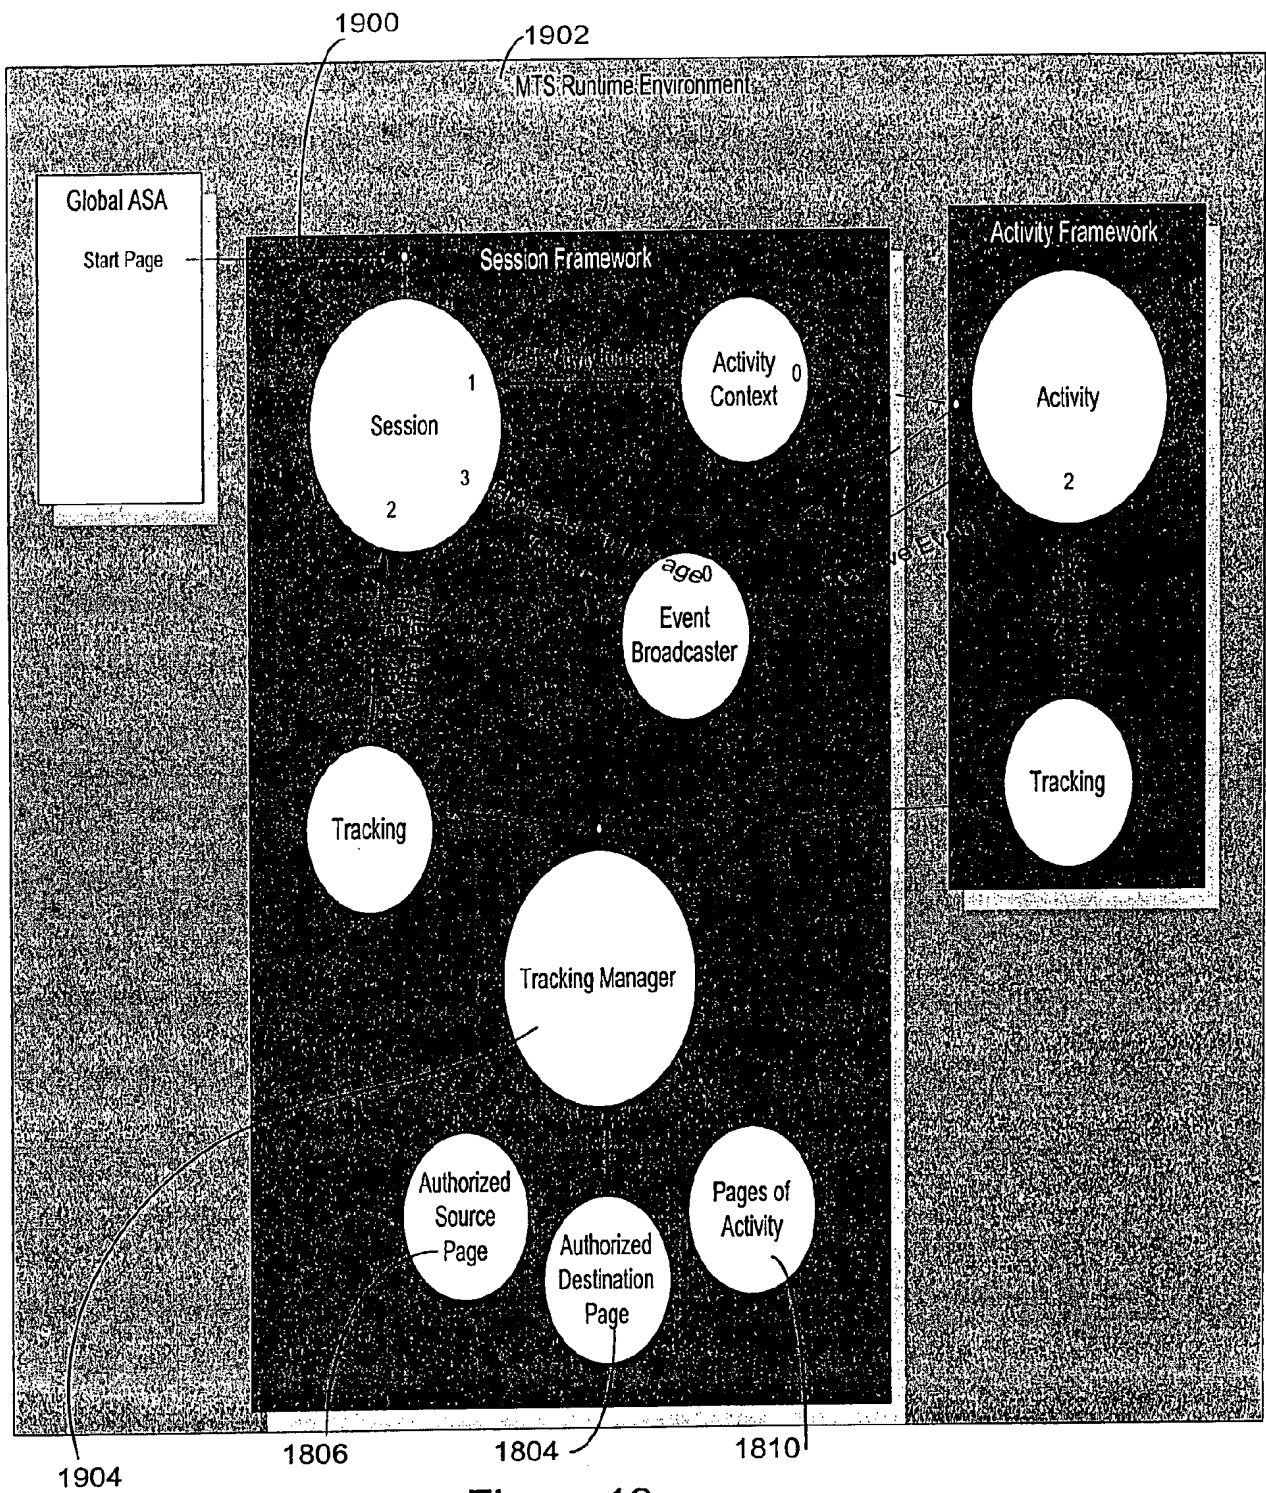 1900
1902
MTS Runtime Environment
Global ASA
Start Page
Session Framework
Activity Framework
Session
1
3
2
Activity
Context
0
Activity
2
age0
Event
Broadcaster
Tracking
Tracking
Tracking Manager
Authorized
Source
Page
Authorized
Destination
Page
Pages of
Activity
1806
1804
1810
1904